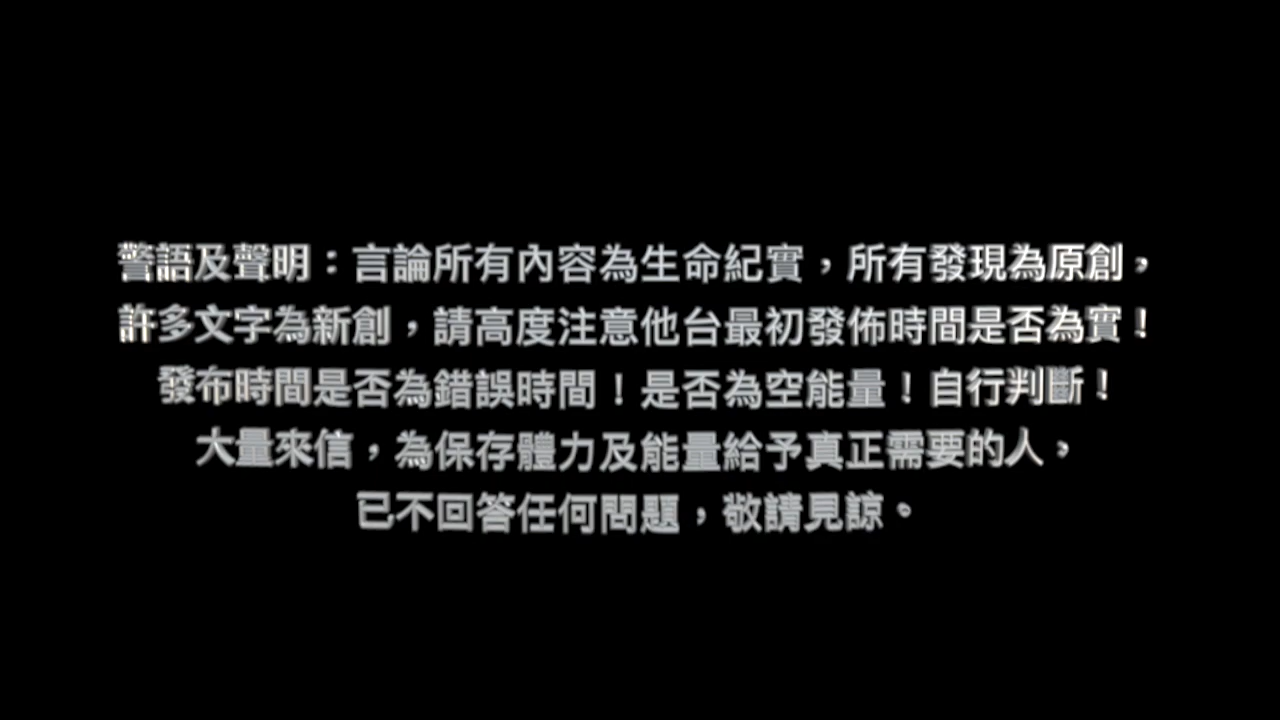 警語及聲明：言論所有內容為生命紀實，所有發現為原創，
許多文字為新創，請高度注意他台最初發佈時間是否為實！
發布時間是否為錯誤時間！是否為空能量！自行判斷！
大量來信，為保存體力及能量給予真正需要的人，
已不回答任何問題，敬請見諒。